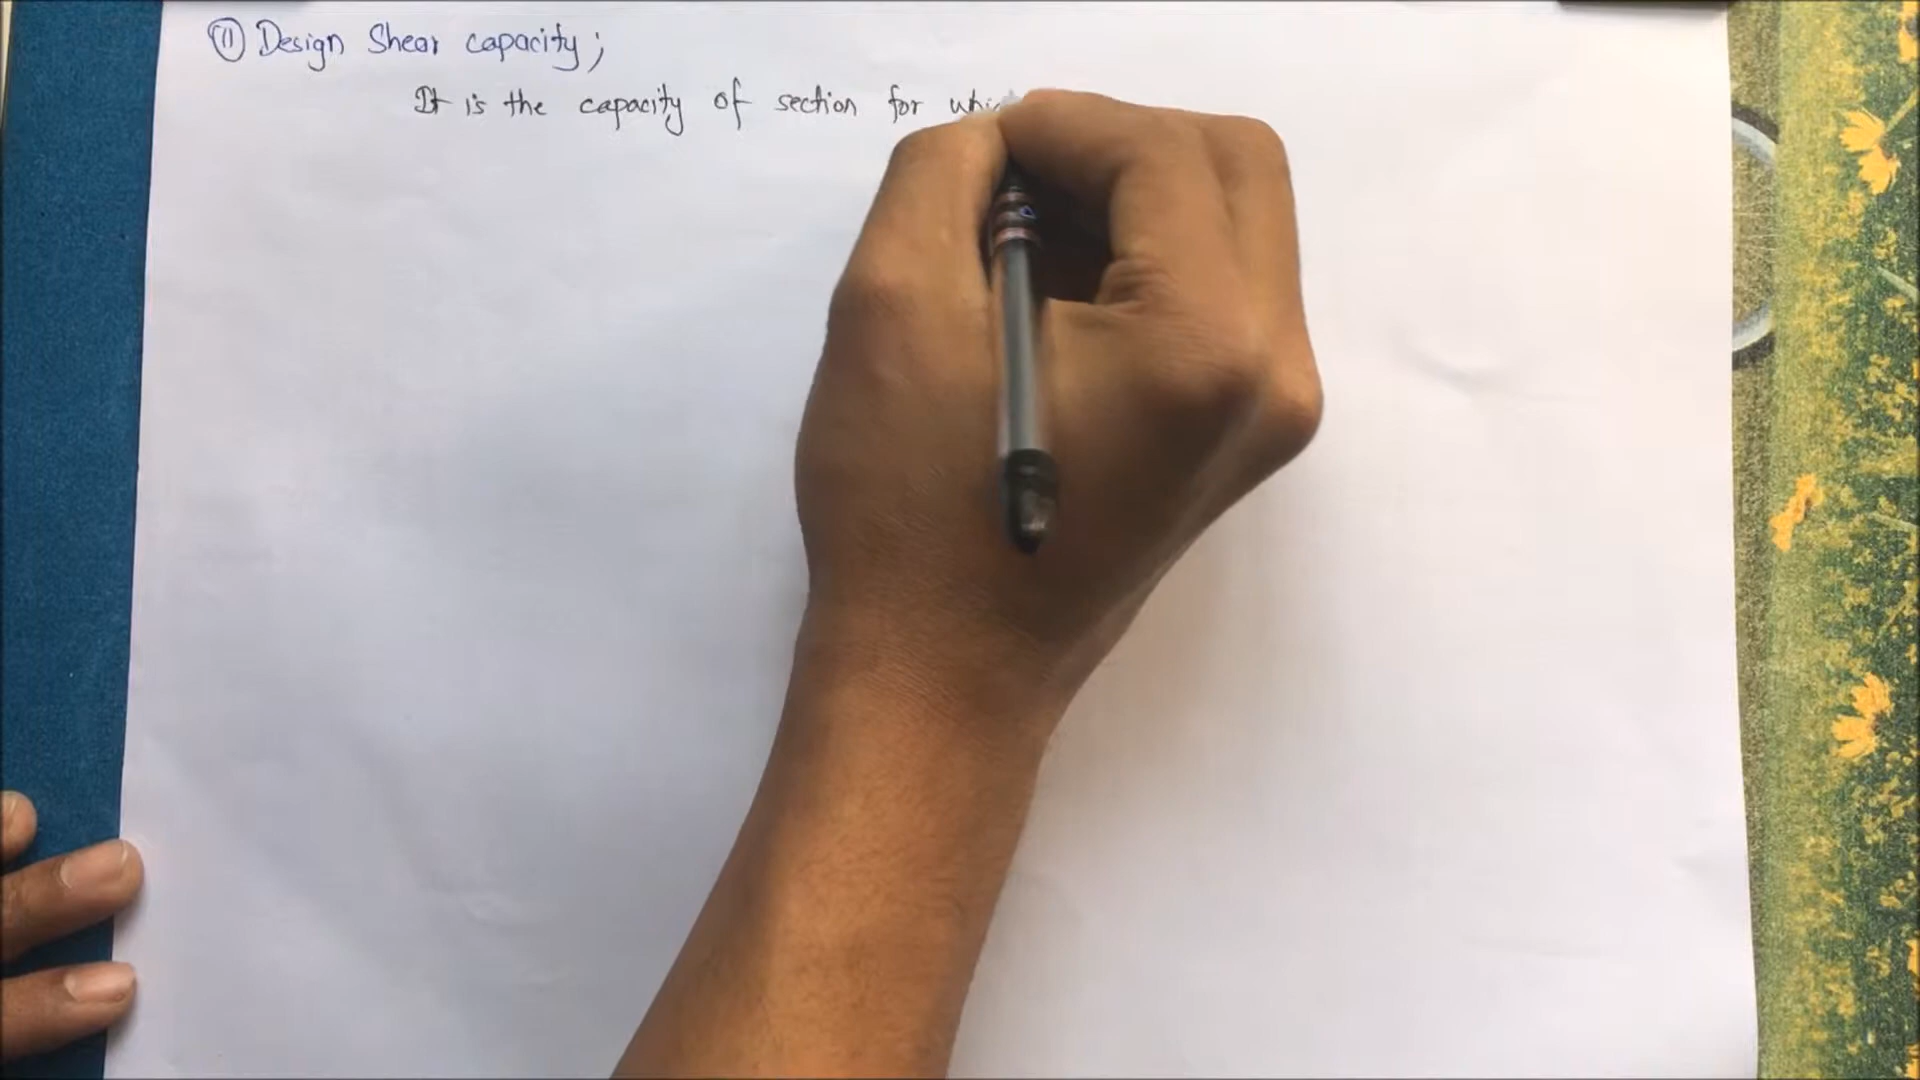 (11) Design Shear capacity;
It is the capacity of section for